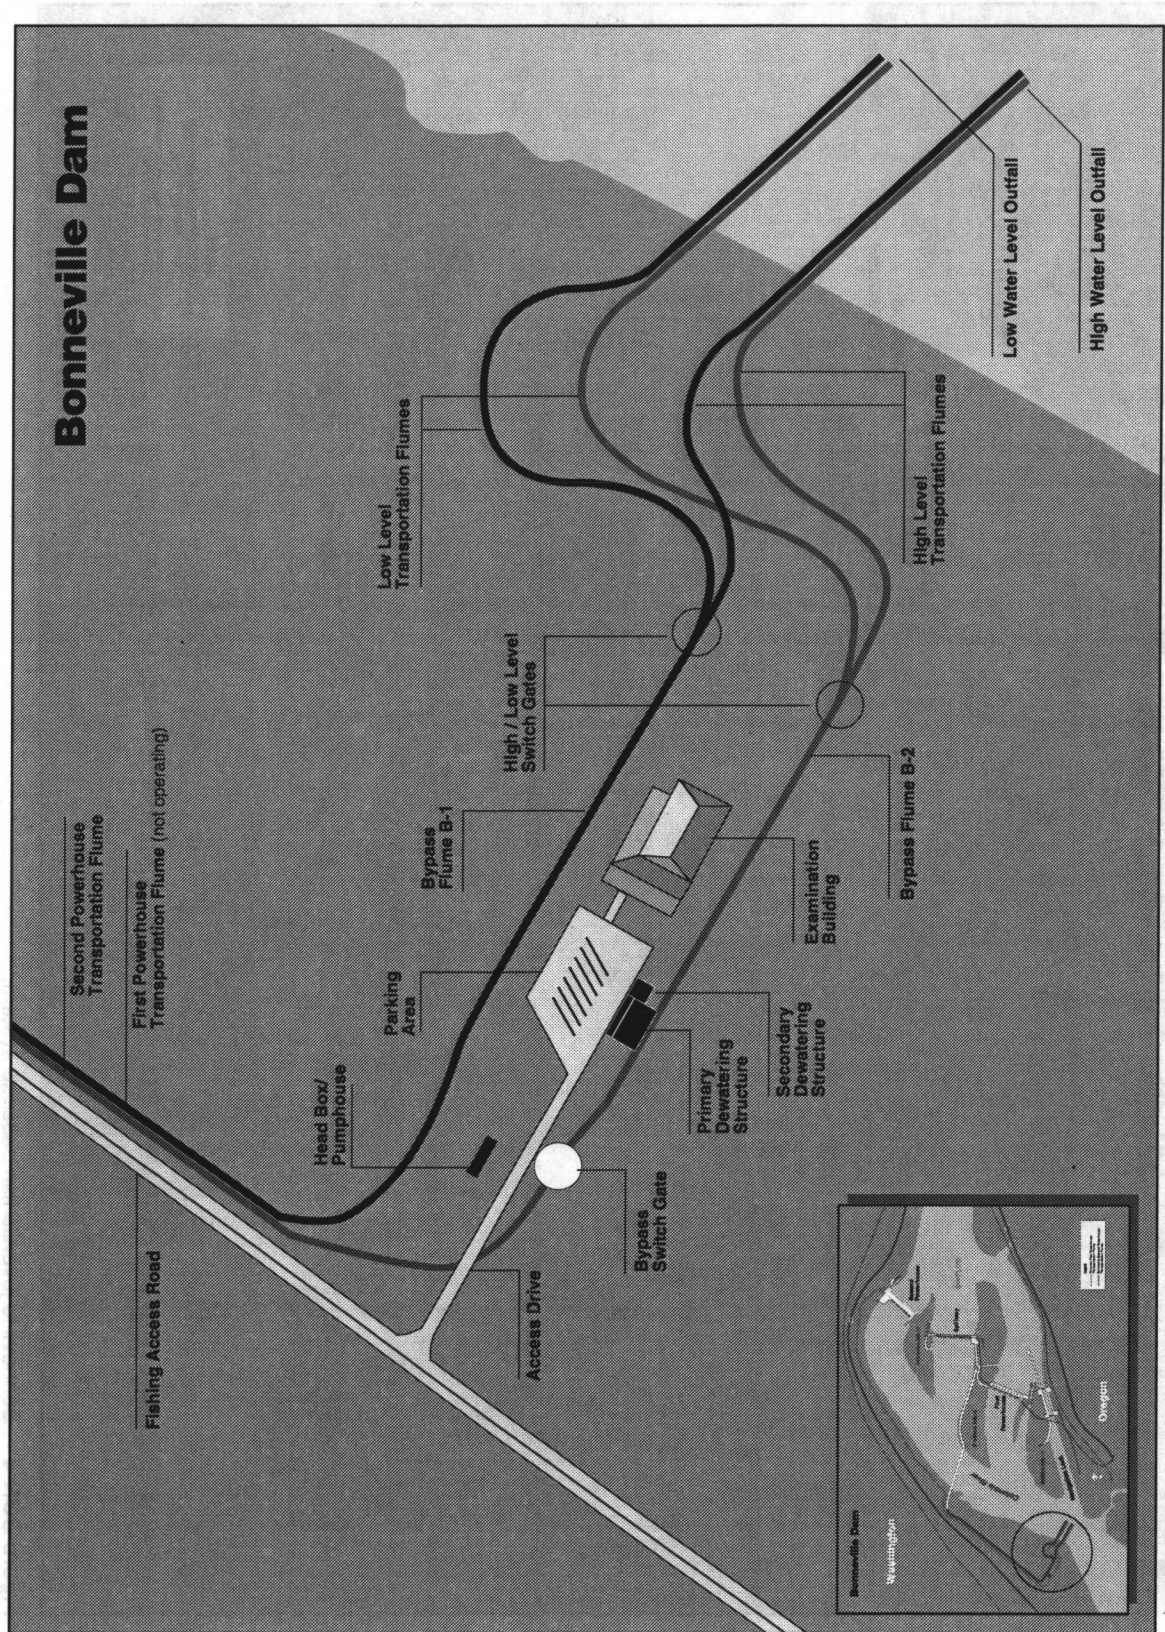 Bonneville Dam
Second Powerhouse
Transportation Flume
First Powerhouse
Transportation Flume (not operating)
Fishing Access Road
Head Box/
Pumphouse
Parking
Area
Bypass
Flume B-1
High / Low Level
Switch Gates
Low Level
Transportation Flumes
Access Drive
Bypass
Switch Gate
Primary
Dewatering
Structure
Secondary
Dewatering
Structure
Examination
Building
Bypass Flume B-2
High Level
Transportation Flumes
Low Water Level Outfall
High Water Level Outfall
Bonneville Dam
Washington
Oregon